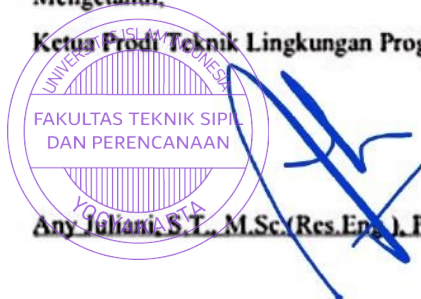 Mengetahui,
Ketua Prodi Teknik Lingkungan Prog
UNIVERSITAS ISLAM INDONESIA
FAKULTAS TEKNIK SIPIL
DAN PERENCANAAN
YOGYAKARTA
Any Juliani, S.T., M.Sc.(Res.Eng.), P